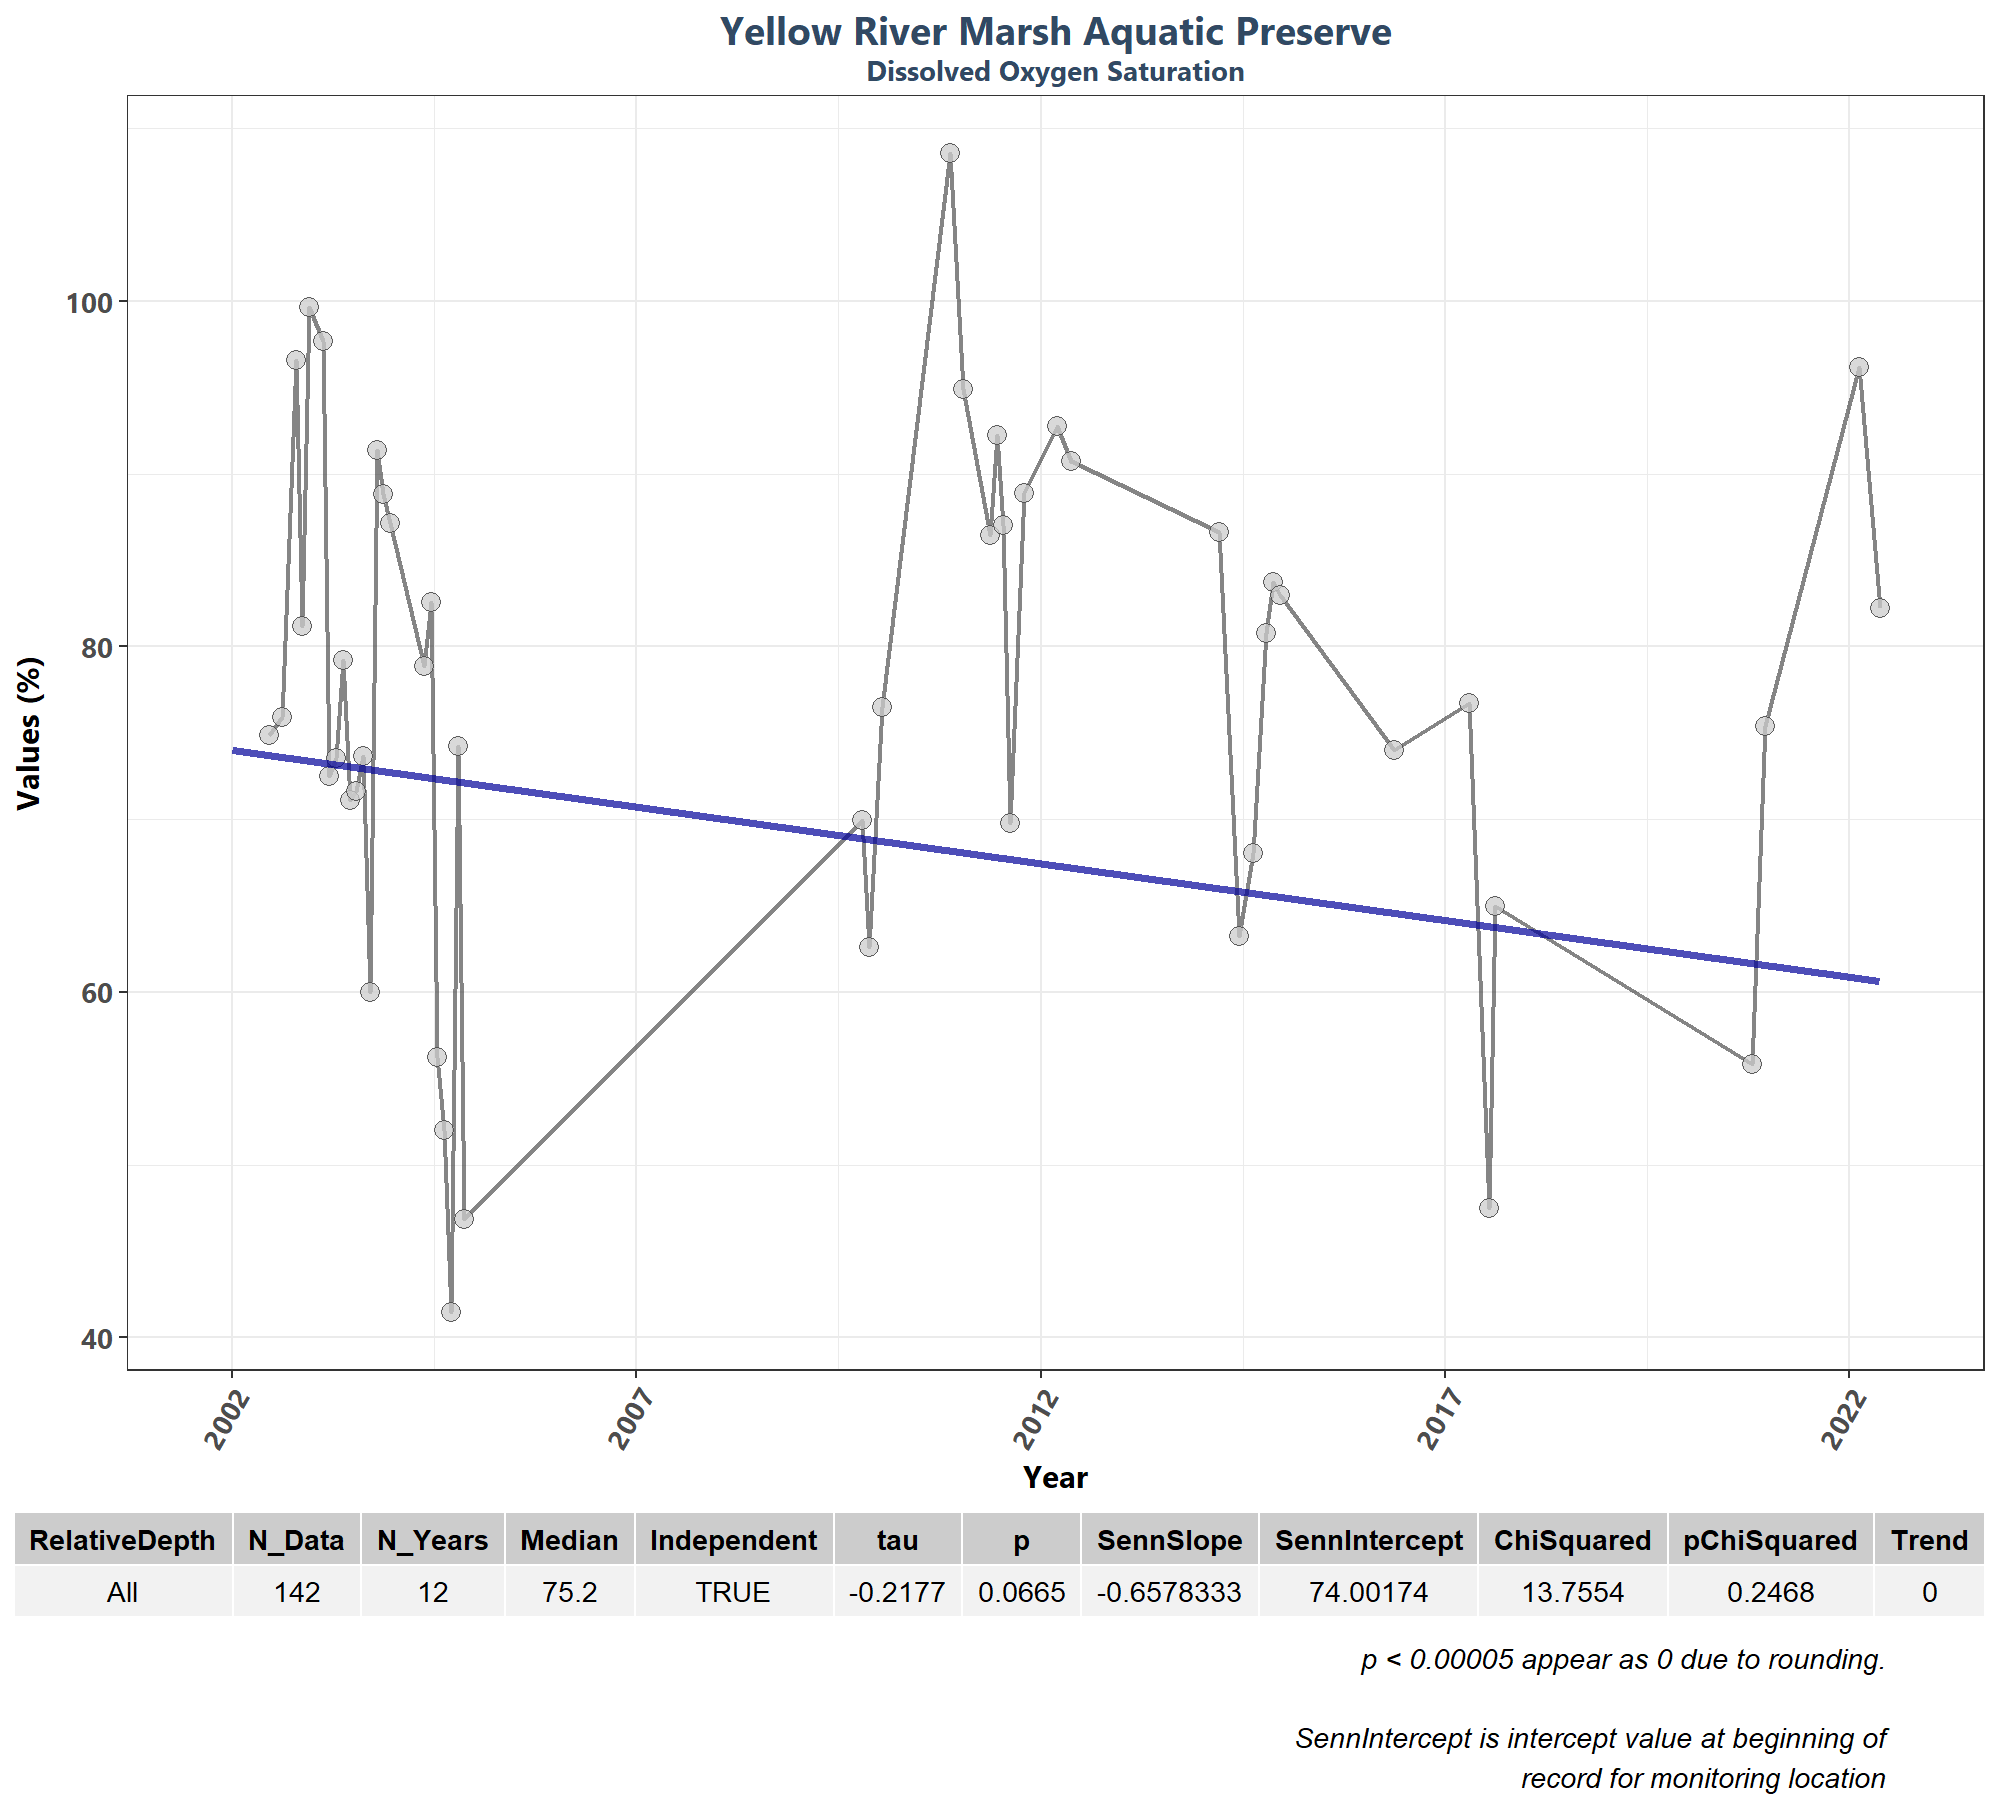 Yellow River Marsh Aquatic Preserve
Dissolved Oxygen Saturation
Values (%)
100
80
60
40
2002 2007 2012 2017 2022
Year
RelativeDepth N_Data N_Years Median Independent tau p SennSlope SennIntercept ChiSquared pChiSquared Trend
All 142 12 75.2 TRUE -0.2177 0.0665 -0.6578333 74.00174 13.7554 0.2468 0
p < 0.00005 appear as 0 due to rounding.
SennIntercept is intercept value at beginning of
record for monitoring location